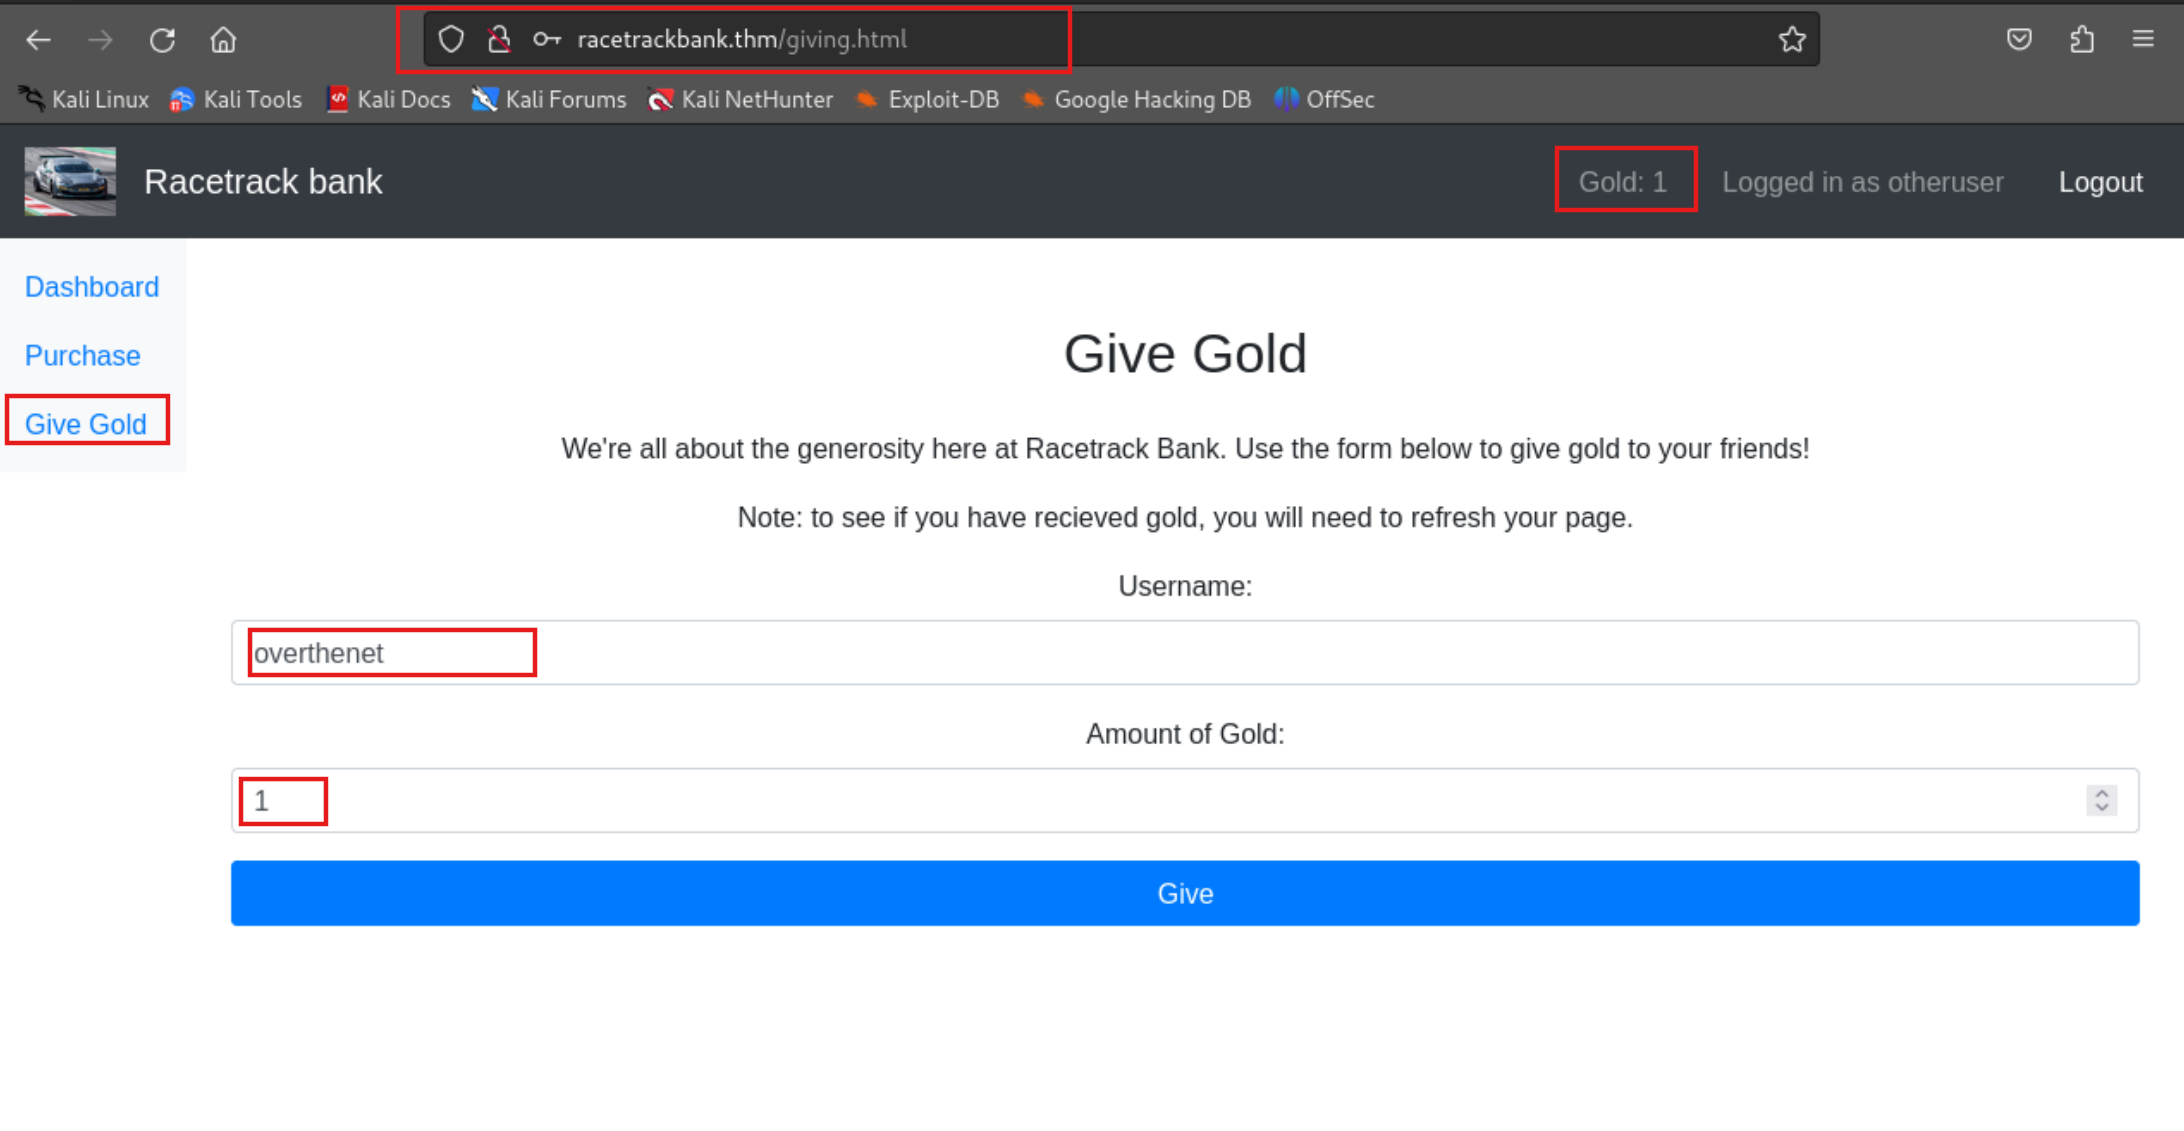 racetrackbank.thm/giving.html
Kali Linux Kali Tools Kali Docs Kali Forums Kali NetHunter Exploit-DB Google Hacking DB OffSec
Racetrack bank Gold: 1 Logged in as otheruser Logout
Dashboard
Purchase
Give Gold
Give Gold
We're all about the generosity here at Racetrack Bank. Use the form below to give gold to your friends!
Note: to see if you have recieved gold, you will need to refresh your page.
Username:
overthenet
Amount of Gold:
1
Give